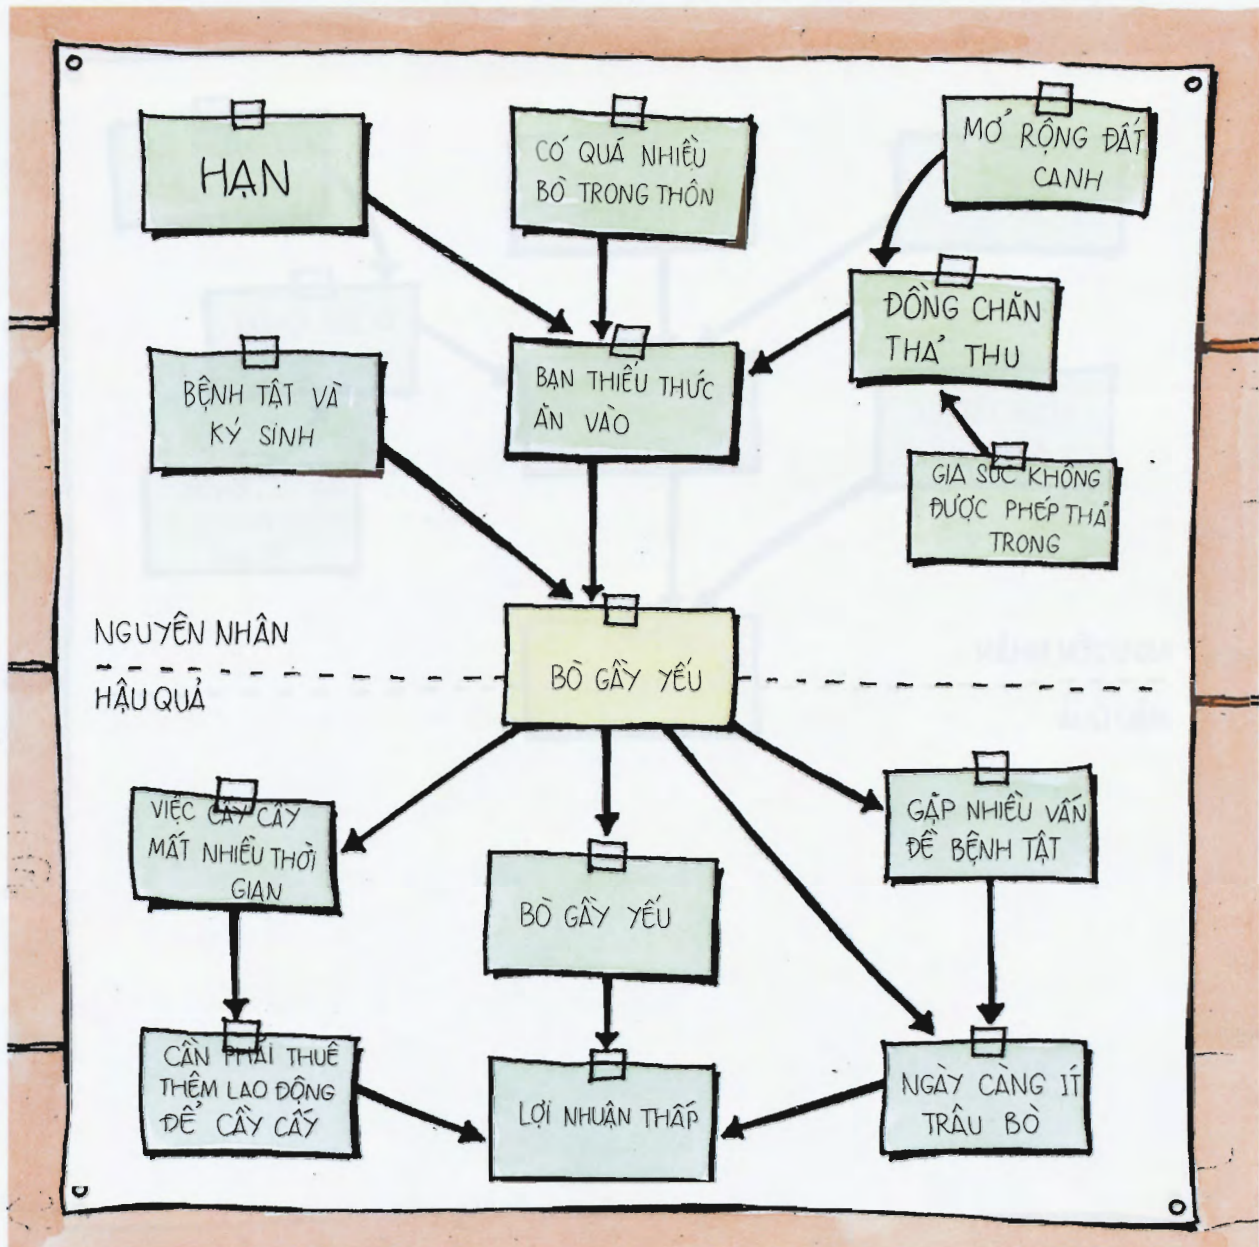 HẠN
CÓ QUÁ NHIỀU
BÒ TRONG THÔN
MỞ RỘNG ĐẤT
CANH
ĐỒNG CHĂN
THẢ THU
BỆNH TẬT VÀ
KÝ SINH
BẠN THIẾU THỨC
ĂN VÀO
GIA SÚC KHÔNG
ĐƯỢC PHÉP THẢ
TRONG
NGUYÊN NHÂN
HẬU QUẢ
BÒ GẦY YẾU
VIỆC CẤY CẦY
MẤT NHIỀU THỜI
GIAN
BÒ GẦY YẾU
GẶP NHIỀU VẤN
ĐỀ BỆNH TẬT
CẦN PHẢI THUÊ
THÊM LAO ĐỘNG
ĐỂ CẦY CẤY
LỢI NHUẬN THẤP
NGÀY CÀNG ÍT
TRÂU BÒ